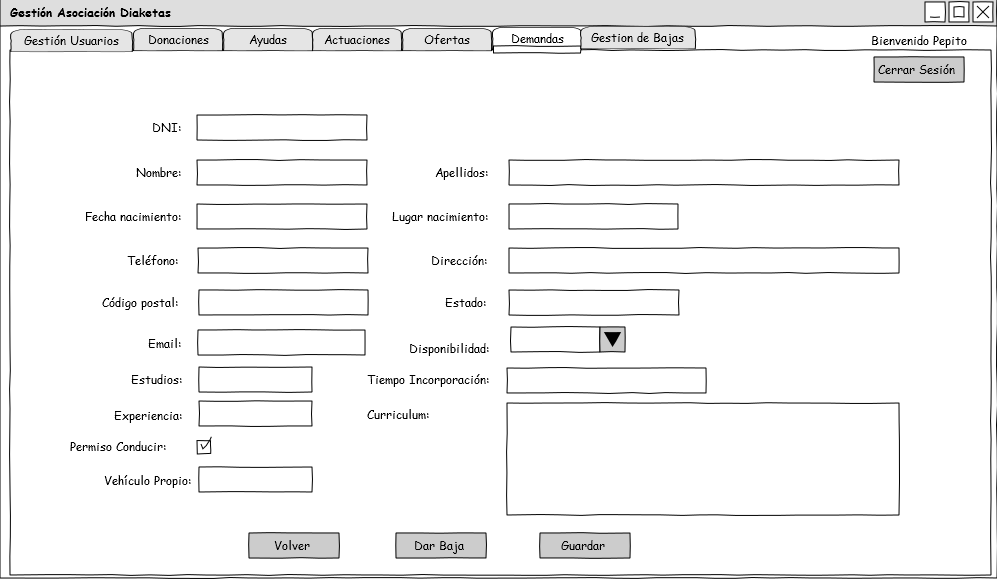 Gestión Asociación Diaketas
Gestión Usuarios
Donaciones
Ayudas
Actuaciones
Ofertas
Demandas
Gestion de Bajas
Bienvenido Pepito
Cerrar Sesión
DNI:
Nombre:
Apellidos:
Fecha nacimiento:
Lugar nacimiento:
Teléfono:
Dirección:
Código postal:
Estado:
Email:
Disponibilidad:
Estudios:
Tiempo Incorporación:
Experiencia:
Curriculum:
Permiso Conducir:
Vehículo Propio:
Volver
Dar Baja
Guardar